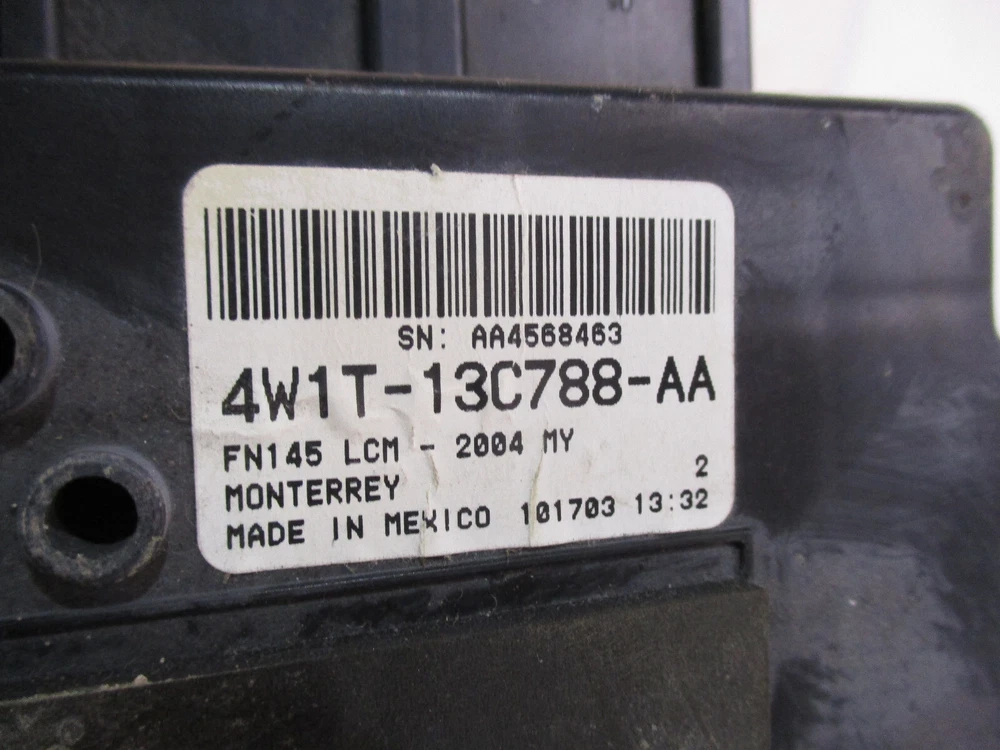 SN: AA4568463
4W1T-13C788-AA
FN145 LCM - 2004 MY
2
MONTERREY
MADE IN MEXICO 101703 13:32